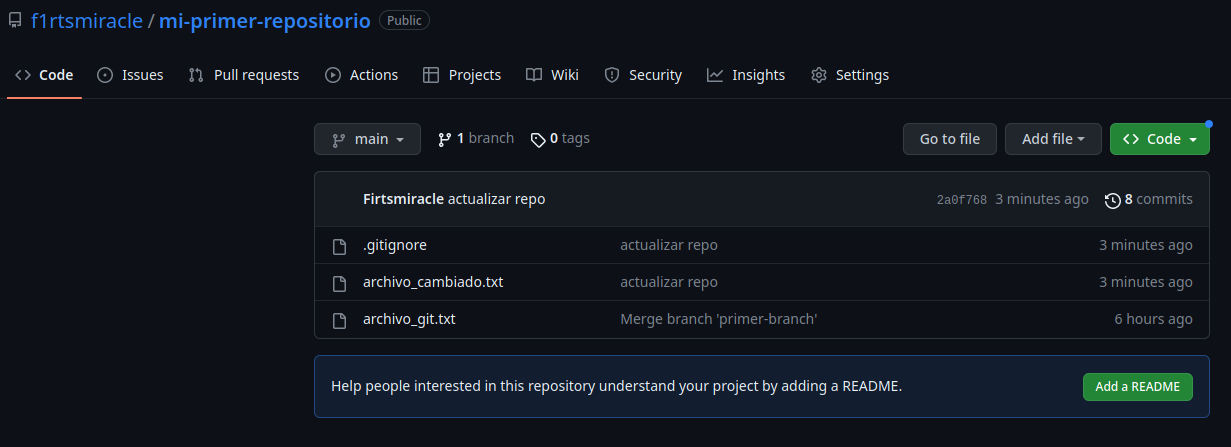 f1rtsmiracle / mi-primer-repositorio Public
Code Issues Pull requests Actions Projects Wiki Security Insights Settings
main 1 branch 0 tags Go to file Add file Code
Firtsmiracle actualizar repo 2a0f768 3 minutes ago 8 commits
.gitignore actualizar repo 3 minutes ago
archivo_cambiado.txt actualizar repo 3 minutes ago
archivo_git.txt Merge branch 'primer-branch' 6 hours ago
Help people interested in this repository understand your project by adding a README. Add a README